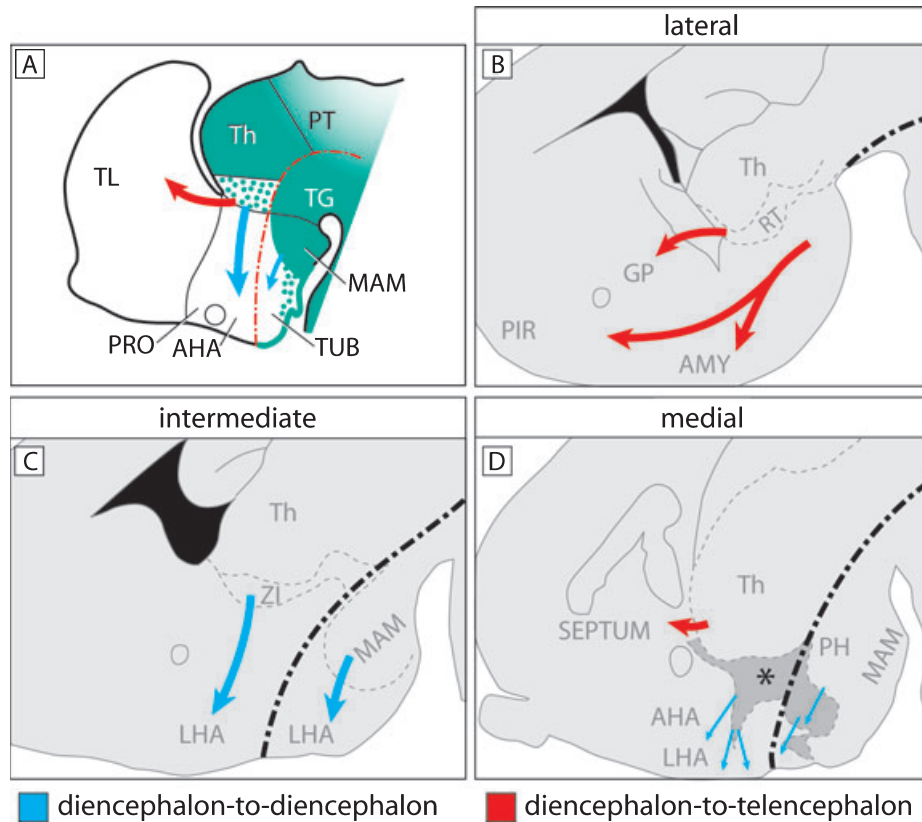 lateral
A
Th
PT
TL
TG
MAM
PRO
AHA
TUB
B
Th
RT
GP
PIR
AMY
intermediate
C
Th
ZI
MAM
LHA
LHA
medial
D
Th
SEPTUM
PH
MAM
*
AHA
LHA
diencephalon-to-diencephalon
diencephalon-to-telencephalon